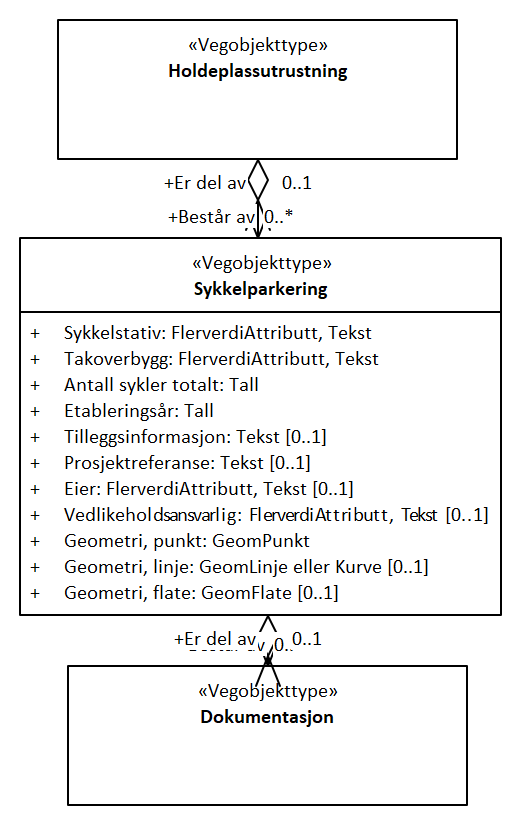 «Vegobjekttype»
Holdeplassutrustning
+Er del av 0..1
+Består av 0..*
«Vegobjekttype»
Sykkelparkering
+ Sykkelstativ: FlerverdiAttributt, Tekst
+ Takoverbygg: FlerverdiAttributt, Tekst
+ Antall sykler totalt: Tall
+ Etableringsår: Tall
+ Tilleggsinformasjon: Tekst [0..1]
+ Prosjektreferanse: Tekst [0..1]
+ Eier: FlerverdiAttributt, Tekst [0..1]
+ Vedlikeholdsansvarlig: FlerverdiAttributt, Tekst [0..1]
+ Geometri, punkt: GeomPunkt
+ Geometri, linje: GeomLinje eller Kurve [0..1]
+ Geometri, flate: GeomFlate [0..1]
+Er del av 0..1
«Vegobjekttype»
Dokumentasjon